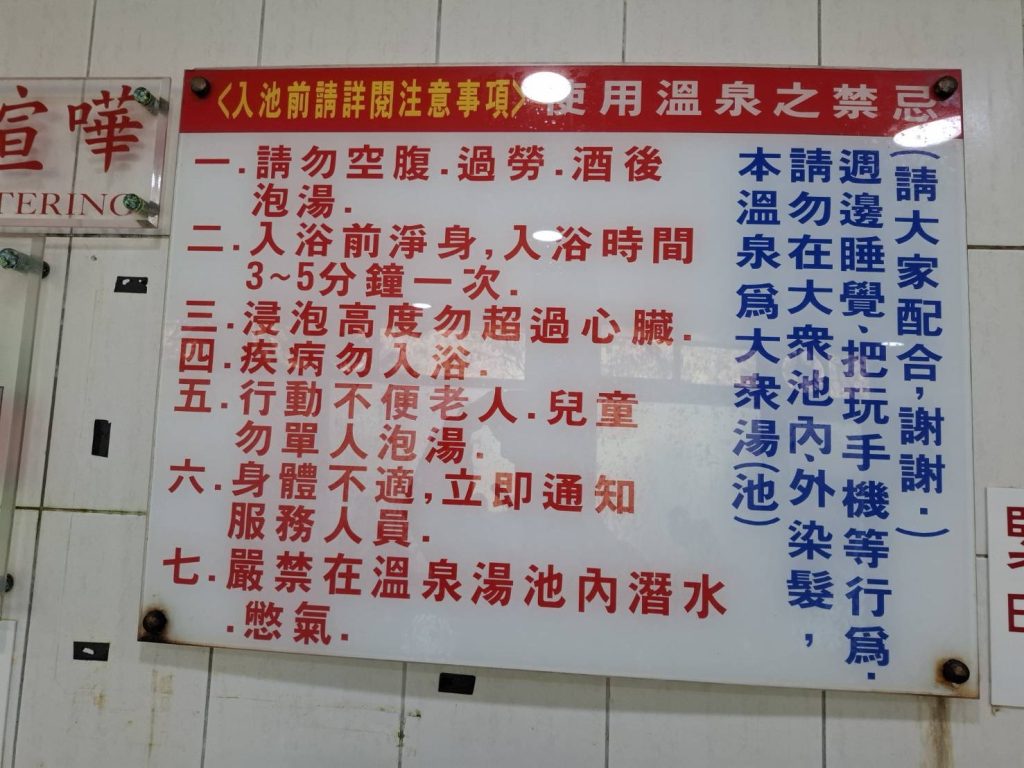 喧嘩
TERING
〈入池前請詳閱注意事項〉使用溫泉之禁忌
一.請勿空腹.過勞.酒後
泡湯.
二.入浴前淨身,入浴時間
3~5分鐘一次.
三.浸泡高度勿超過心臟.
四.疾病勿入浴.
五.行動不便老人.兒童
勿單人泡湯.
六.身體不適,立即通知
服務人員.
七.嚴禁在溫泉湯池內潛水
.憋氣.
本溫泉為大衆湯(池)
請勿在大衆池內、外染髮,
週邊睡覺、把玩手機等行為.
(請大家配合,謝謝.)